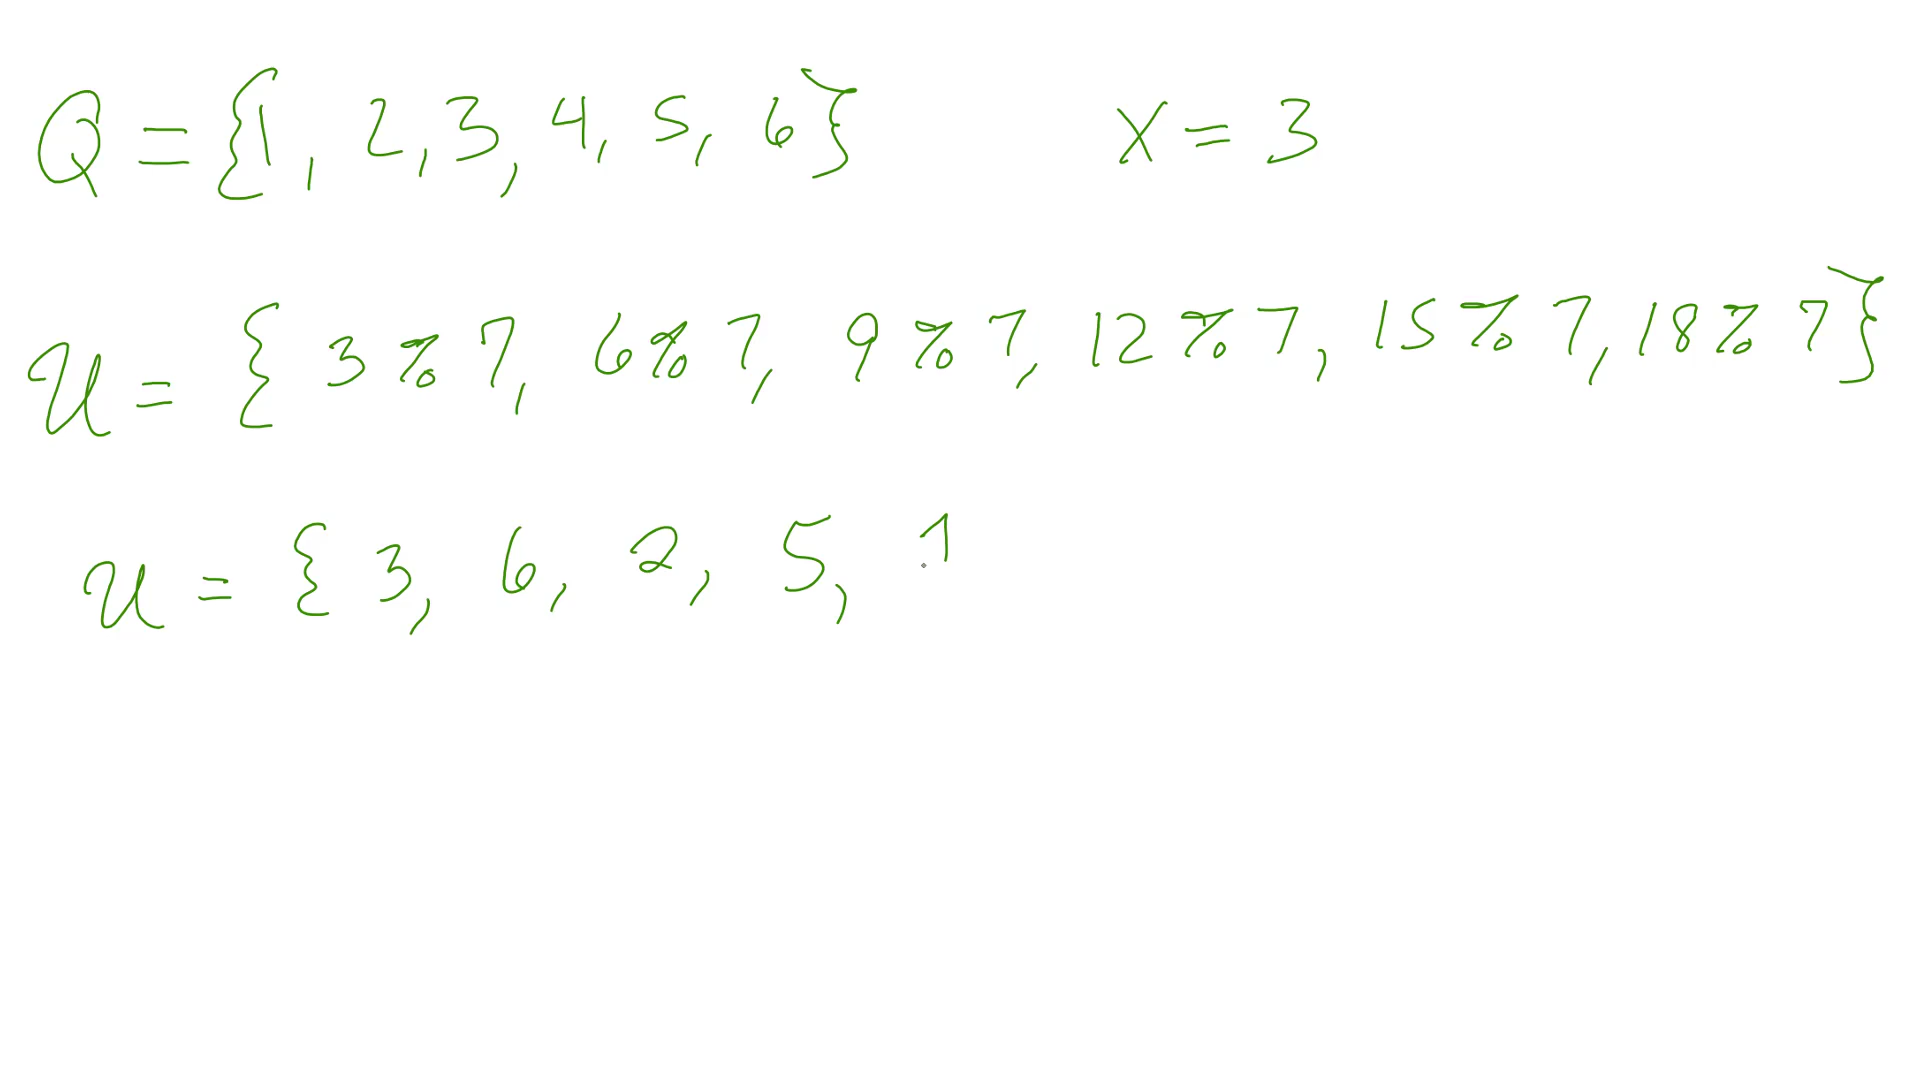 Q = {1, 2, 3, 4, 5, 6} X = 3
U = { 3 % 7, 6 % 7, 9 % 7, 12 % 7, 15 % 7, 18 % 7 }
U = { 3, 6, 2, 5, 1